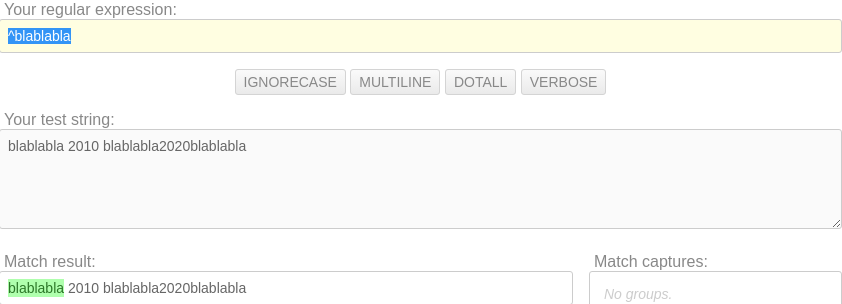 Your regular expression:
^blablabla
IGNORECASE MULTILINE DOTALL VERBOSE
Your test string:
blablabla 2010 blablabla2020blablabla
Match result: Match captures:
blablabla 2010 blablabla2020blablabla
No groups.